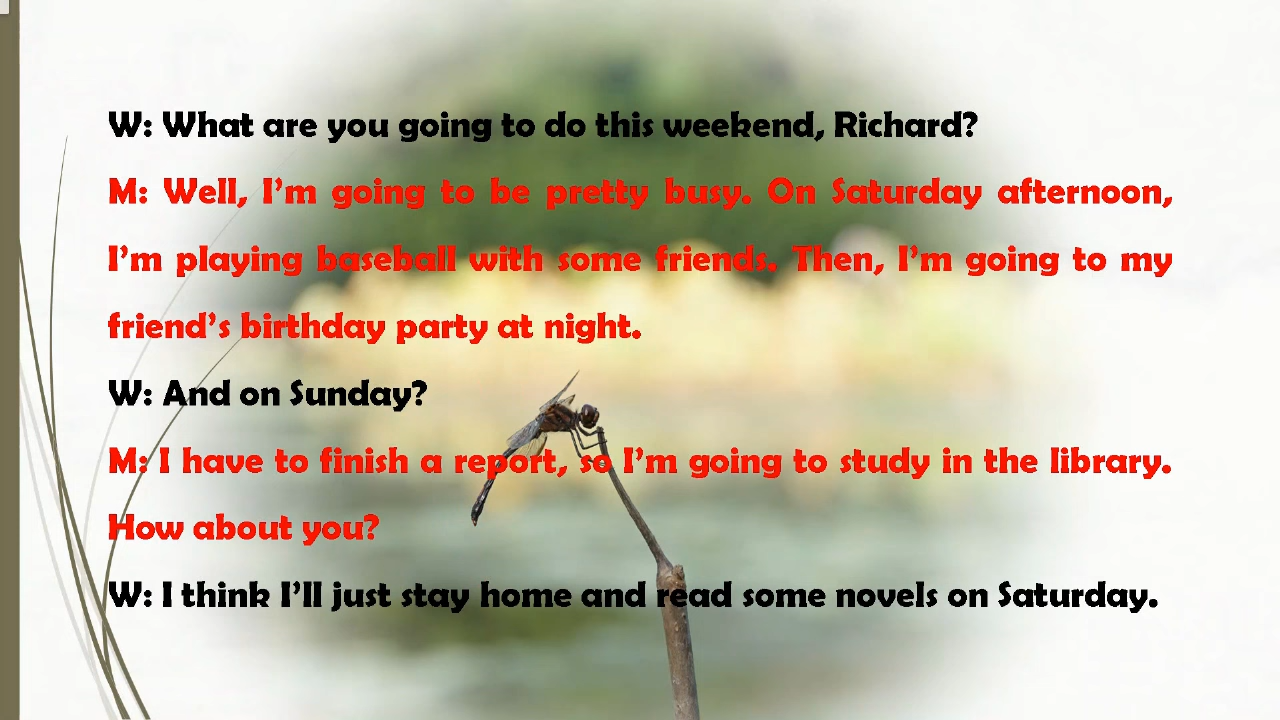 W: What are you going to do this weekend, Richard?
M: Well, I’m going to be pretty busy. On Saturday afternoon,
I’m playing baseball with some friends. Then, I’m going to my
friend’s birthday party at night.
W: And on Sunday?
M: I have to finish a report, so I’m going to study in the library.
How about you?
W: I think I’ll just stay home and read some novels on Saturday.